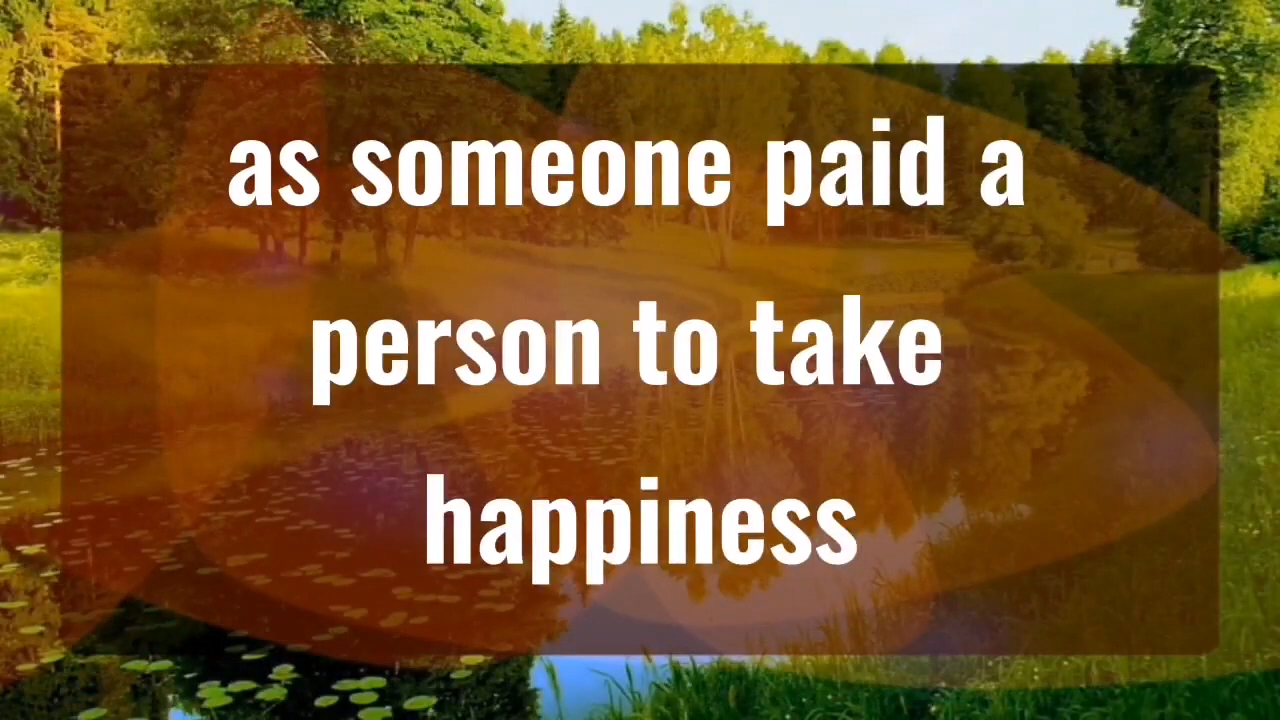 as someone paid a
person to take
happiness